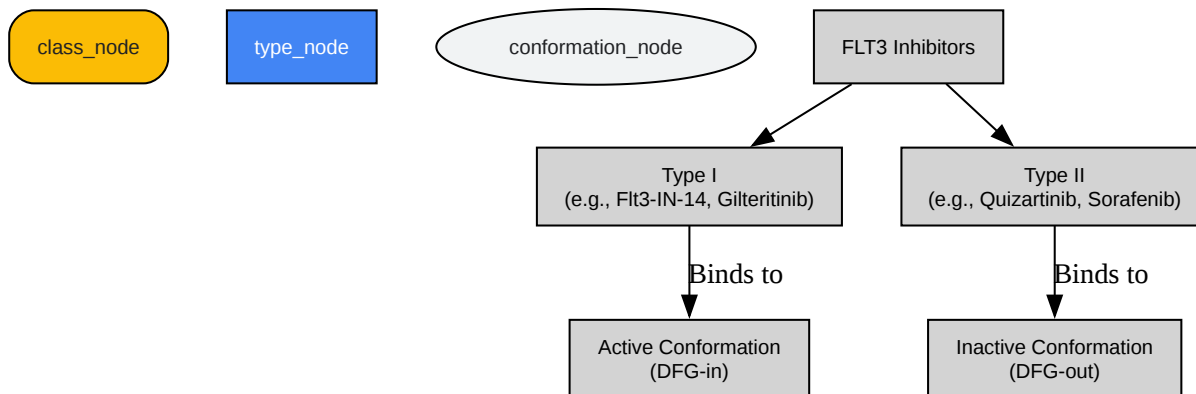 class_node
type_node
conformation_node
FLT3 Inhibitors
Type I
(e.g., Flt3-IN-14, Gilteritinib)
Type II
(e.g., Quizartinib, Sorafenib)
Binds to
Binds to
Active Conformation
(DFG-in)
Inactive Conformation
(DFG-out)